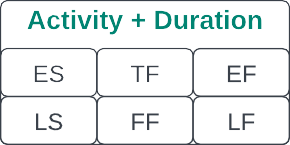 Activity + Duration
ES TF EF
LS FF LF